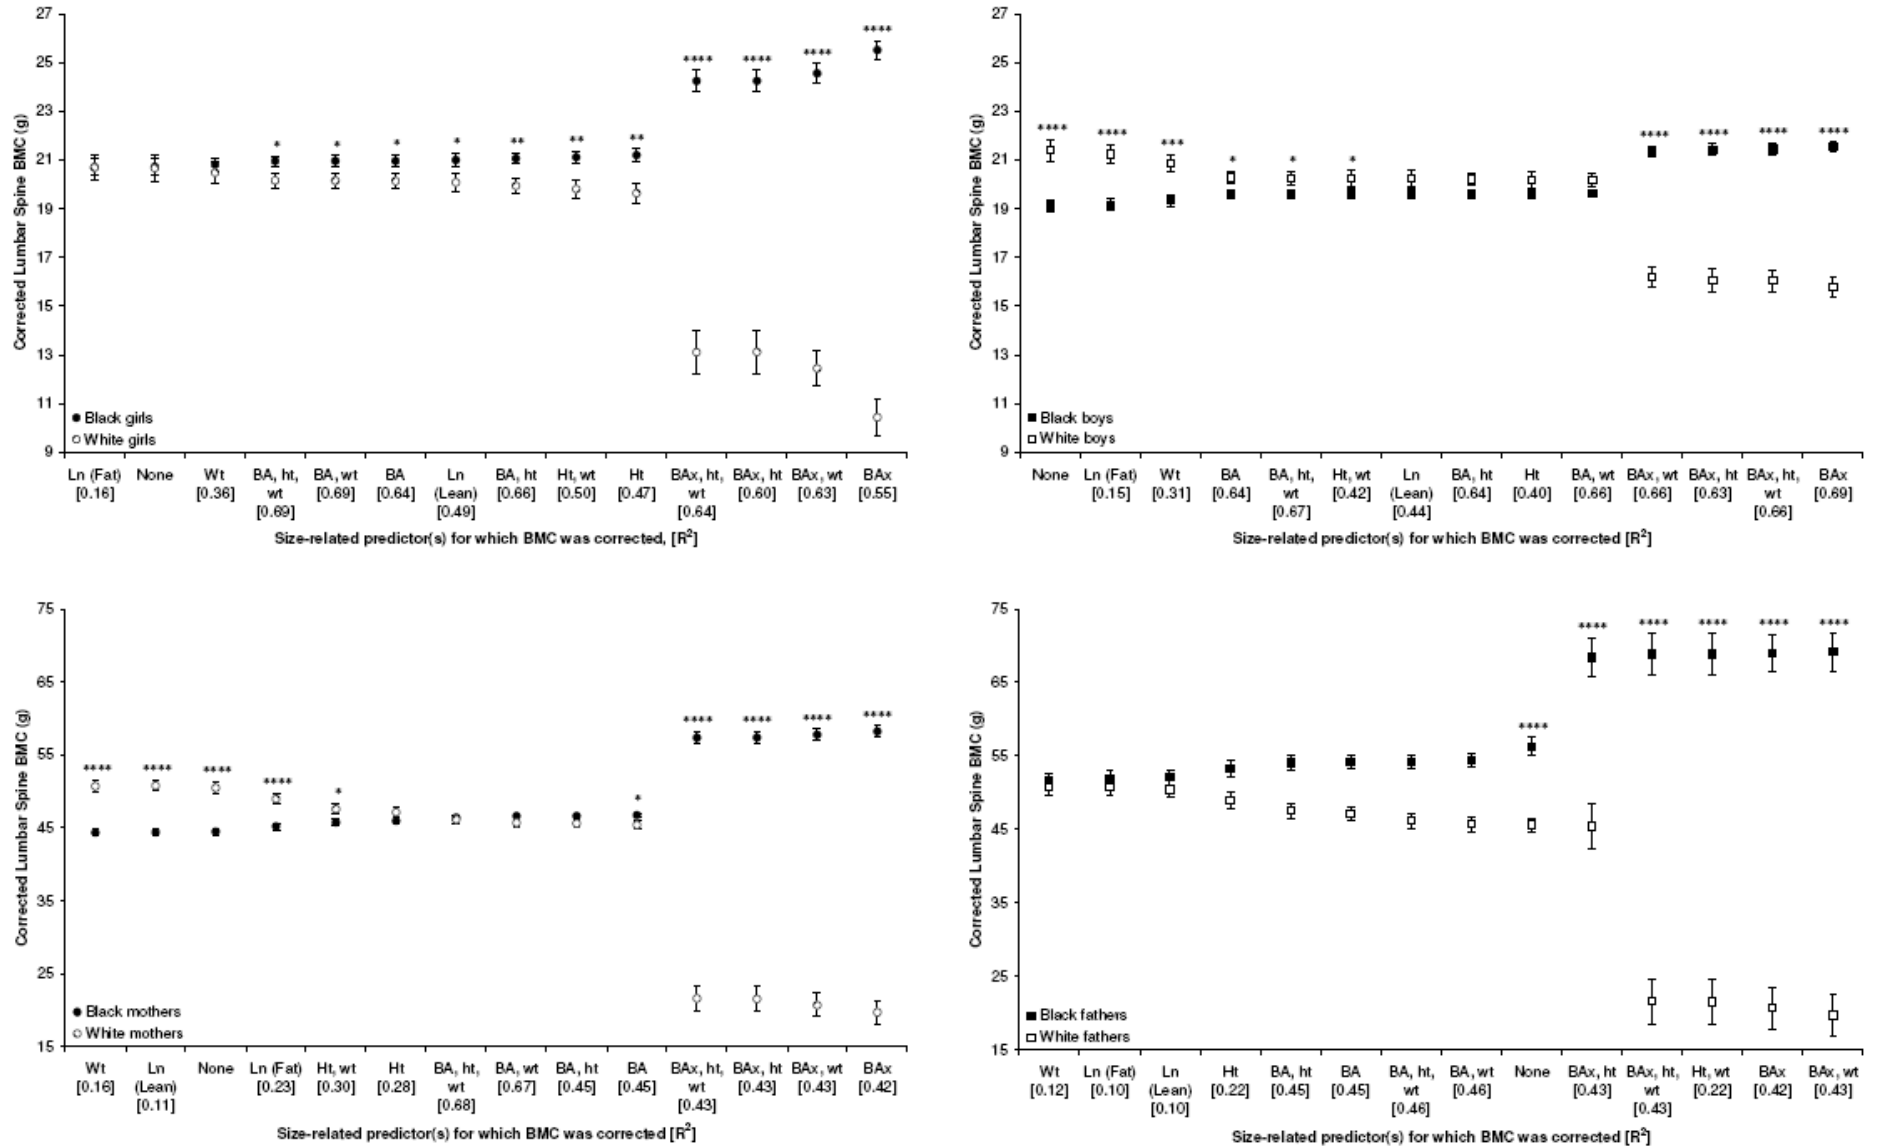 27
25
23
21
19
17
15
13
11
9
Corrected Lumbar Spine BMC (g)
* * * * ** ** ** **** **** **** ****
Black girls
White girls
Ln (Fat) [0.16]
None
Wt [0.36]
BA, ht, wt [0.69]
BA, wt [0.69]
BA [0.64]
Ln (Lean) [0.49]
BA, ht [0.66]
Ht, wt [0.50]
Ht [0.47]
BAx, ht, wt [0.64]
BAx, ht [0.60]
BAx, wt [0.63]
BAx [0.55]
Size-related predictor(s) for which BMC was corrected, [R²]
27
25
23
21
19
17
15
13
11
9
Corrected Lumbar Spine BMC (g)
**** **** *** * * * **** **** **** ****
Black boys
White boys
None
Ln (Fat) [0.15]
Wt [0.31]
BA [0.64]
BA, ht, wt [0.67]
Ht, wt [0.42]
Ln (Lean) [0.44]
BA, ht [0.64]
Ht [0.40]
BA, wt [0.66]
BAx, wt [0.66]
BAx, ht [0.63]
BAx, ht, wt [0.66]
BAx [0.69]
Size-related predictor(s) for which BMC was corrected [R²]
75
65
55
45
35
25
15
Corrected Lumbar Spine BMC (g)
**** **** **** **** * * **** **** **** ****
Black mothers
White mothers
Wt [0.16]
Ln (Lean) [0.11]
None
Ln (Fat) [0.23]
Ht, wt [0.30]
Ht [0.28]
BA, ht, wt [0.68]
BA, wt [0.67]
BA, ht [0.45]
BA [0.45]
BAx, ht, wt [0.43]
BAx, ht [0.43]
BAx, wt [0.43]
BAx [0.42]
Size-related predictor(s) for which BMC was corrected [R²]
75
65
55
45
35
25
15
Corrected Lumbar Spine BMC (g)
**** **** **** **** **** ****
Black fathers
White fathers
Wt [0.12]
Ln (Fat) [0.10]
Ln (Lean) [0.10]
Ht [0.22]
BA, ht [0.45]
BA [0.45]
BA, ht, wt [0.46]
BA, wt [0.46]
None
BAx, ht [0.43]
BAx, ht, wt [0.43]
Ht, wt [0.22]
BAx [0.42]
BAx, wt [0.43]
Size-related predictor(s) for which BMC was corrected [R²]